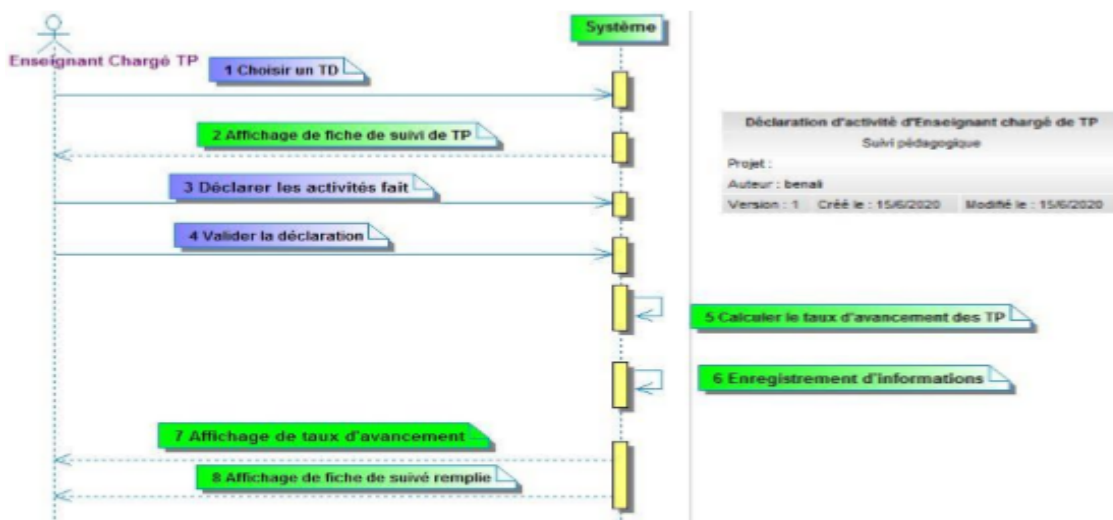 Système
Enseignant Chargé TP
1 Choisir un TD
2 Affichage de fiche de suivi de TP
3 Déclarer les activités fait
4 Valider la déclaration
5 Calculer le taux d'avancement des TP
6 Enregistrement d'informations
7 Affichage de taux d'avancement
8 Affichage de fiche de suivé remplie
Déclaration d'activité d'Enseignant chargé de TP
Suivi pédagogique
Projet :
Auteur : benali
Version : 1 Créé le : 15/6/2020 Modifié le : 15/6/2020